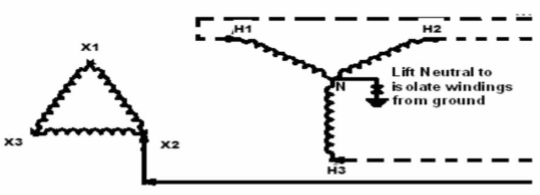 H1
H2
X1
Lift Neutral to
isolate windings
from ground
N
X3
X2
H3